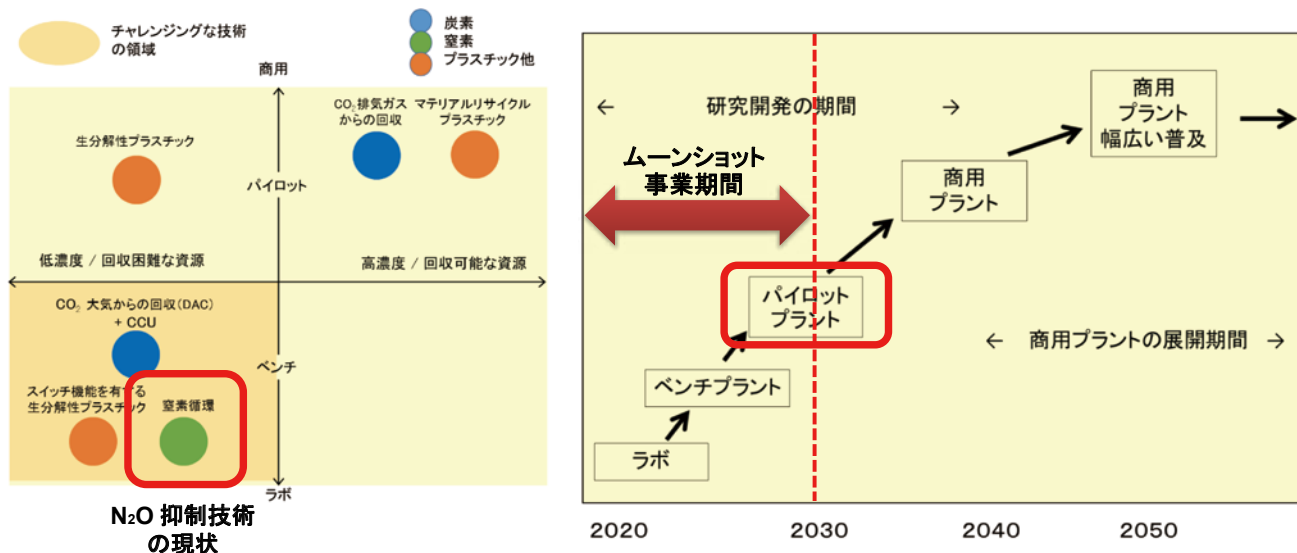 チャレンジングな技術
の領域
炭素
窒素
プラスチック他
商用
CO₂排気ガス
からの回収
マテリアルリサイクル
プラスチック
生分解性プラスチック
パイロット
低濃度 / 回収困難な資源
高濃度 / 回収可能な資源
CO₂ 大気からの回収(DAC)
+ CCU
ベンチ
スイッチ機能を有する
生分解性プラスチック
窒素循環
ラボ
N₂O 抑制技術
の現状
研究開発の期間
ムーンショット
事業期間
商用
プラント
幅広い普及
商用
プラント
パイロット
プラント
商用プラントの展開期間
ベンチプラント
ラボ
2020
2030
2040
2050